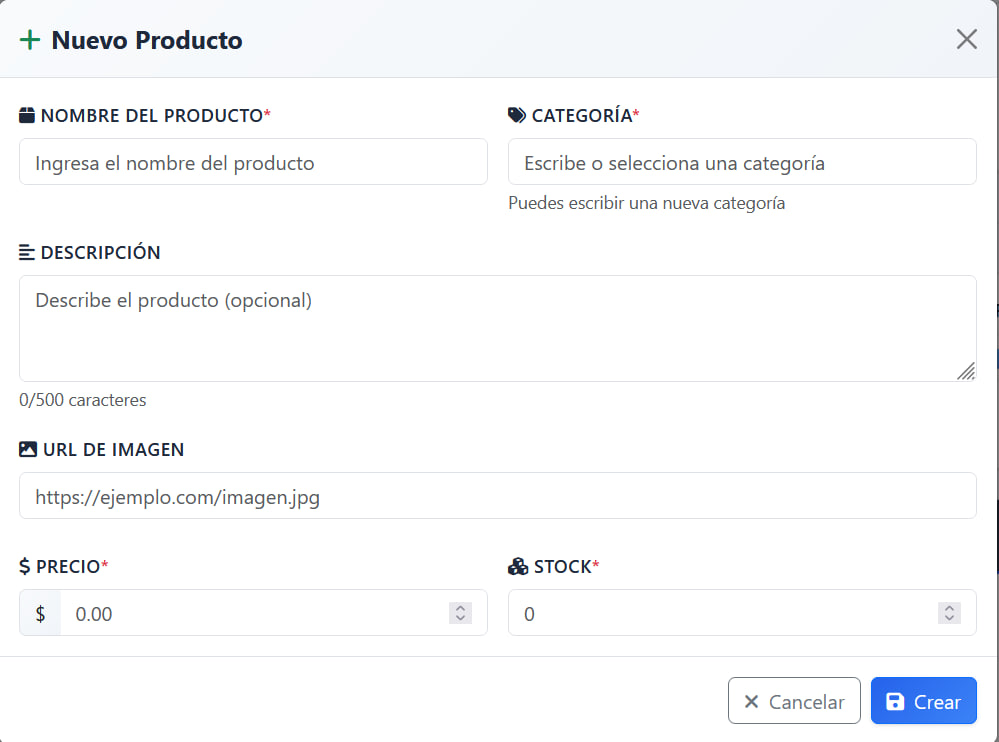 Nuevo Producto
NOMBRE DEL PRODUCTO*
CATEGORÍA*
Ingresa el nombre del producto
Escribe o selecciona una categoría
Puedes escribir una nueva categoría
DESCRIPCIÓN
Describe el producto (opcional)
0/500 caracteres
URL DE IMAGEN
https://ejemplo.com/imagen.jpg
$ PRECIO*
STOCK*
$ 0.00
0
Cancelar
Crear